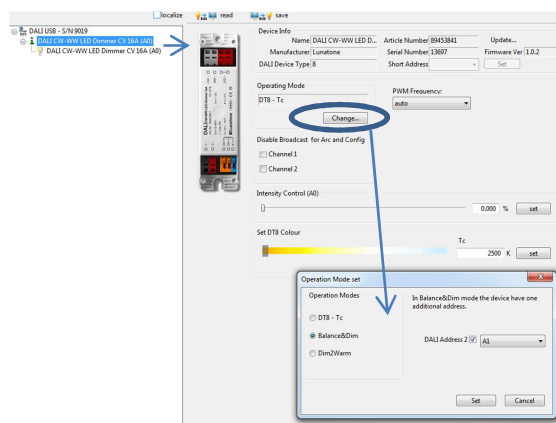 localize read save
DALI USB - S/N 9019
DALI CW-WW LED Dimmer CV 16A (A0)
DALI CW-WW LED Dimmer CV 16A (A0)
Device Info
Name DALI CW-WW LED D... Article Number 89453841 Update...
Manufacturer Lunatone Serial Number 13697 Firmware Ver 1.0.2
DALI Device Type 8 Short Address Set
Operating Mode
DT8 - Tc
Change...
PWM Frequency:
auto
Disable Broadcast for Arc and Config
Channel 1
Channel 2
Intensity Control (A0)
0.000 % set
Set DT8 Colour
Tc
2500 K set
Operation Mode set
Operation Modes
DT8 - Tc
Balance&Dim
Dim2Warm
In Balance&Dim mode the device have one
additional address.
DALI Address 2 A1
Set Cancel